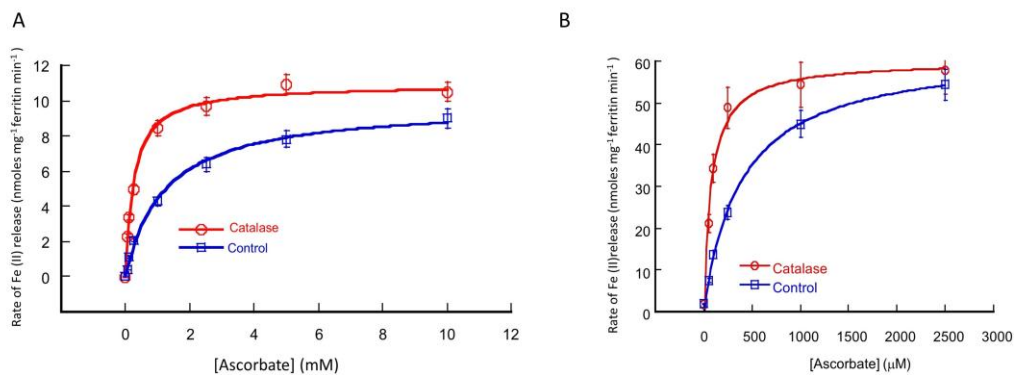 A
Rate of Fe (II) release (nmoles mg⁻¹ ferritin min⁻¹)
12
10
8
6
4
2
0
Catalase
Control
0 2 4 6 8 10 12
[Ascorbate] (mM)
B
Rate of Fe (II)release (nmoles mg⁻¹ ferritin min⁻¹)
60
50
40
30
20
10
0
Catalase
Control
0 500 1000 1500 2000 2500 3000
[Ascorbate] (μM)